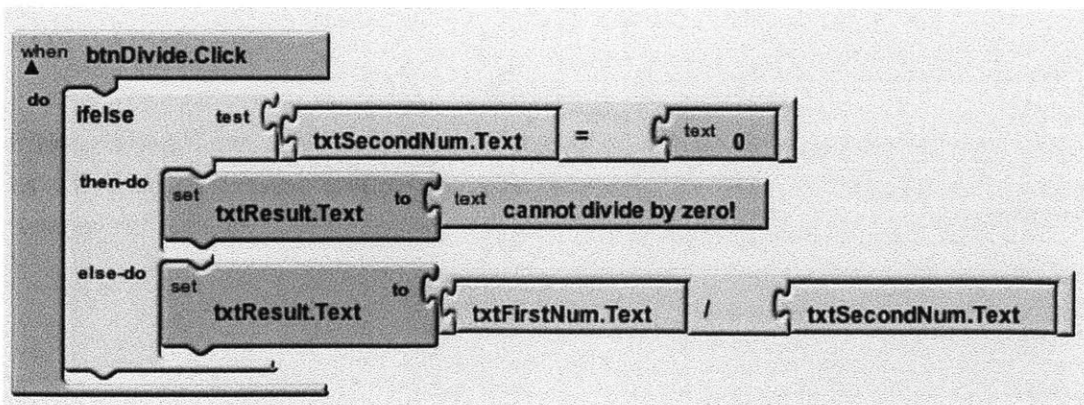 when btnDivide.Click
do
ifelse test txtSecondNum.Text = text 0
then-do set txtResult.Text to text cannot divide by zero!
else-do set txtResult.Text to txtFirstNum.Text / txtSecondNum.Text